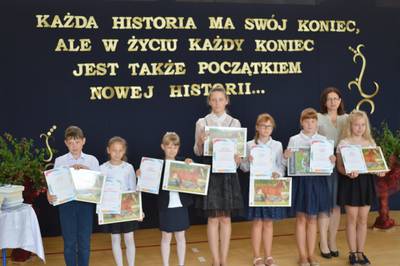 KAŻDA HISTORIA MA SWÓJ KONIEC,
ALE W ŻYCIU KAŻDY KONIEC
JEST TAKŻE POCZĄTKIEM
NOWEJ HISTORII...